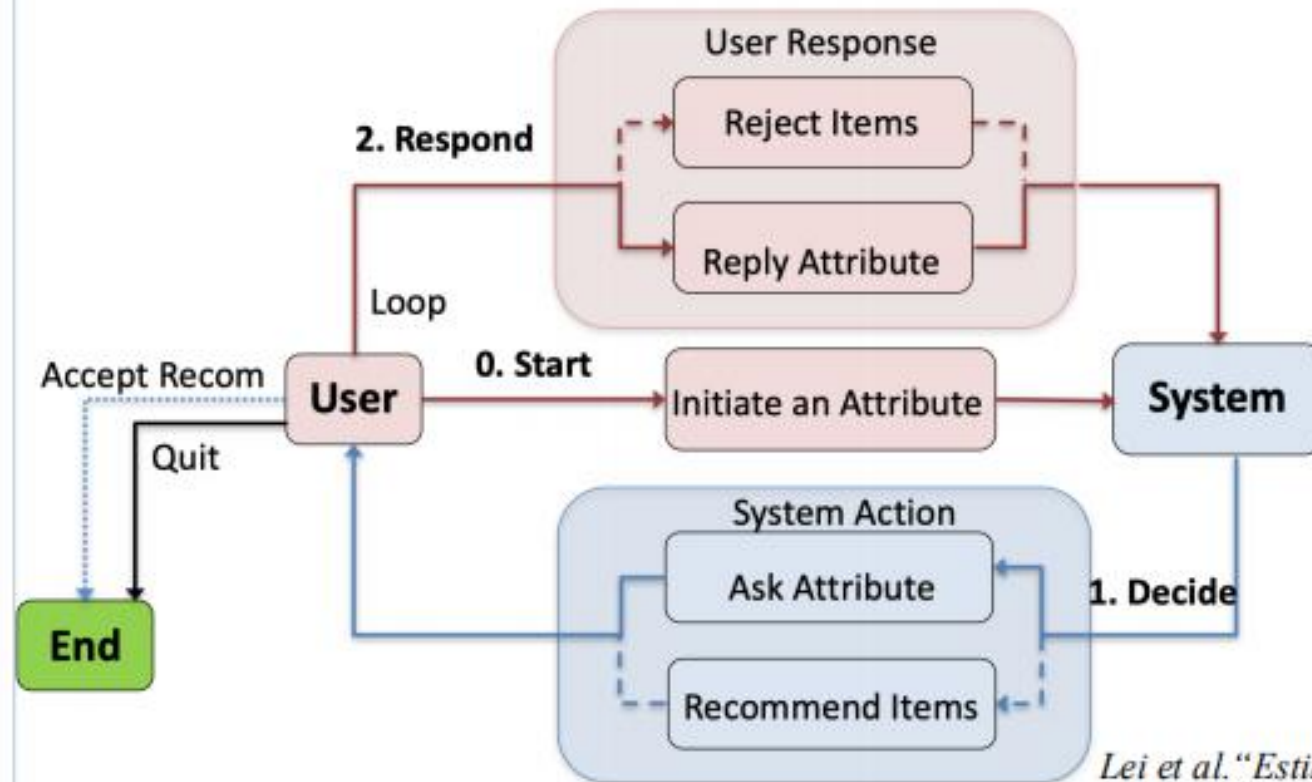 User Response
Reject Items
2. Respond
Reply Attribute
Loop
0. Start
Accept Recom
User
Initiate an Attribute
System
Quit
System Action
Ask Attribute
1. Decide
End
Recommend Items
Lei et al. “Esti